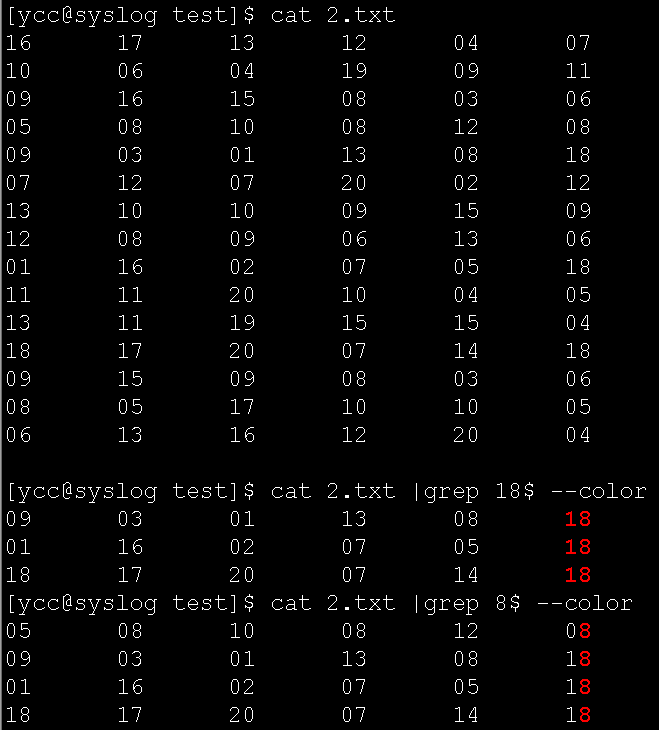 [ycc@syslog test]$ cat 2.txt
16 17 13 12 04 07
10 06 04 19 09 11
09 16 15 08 03 06
05 08 10 08 12 08
09 03 01 13 08 18
07 12 07 20 02 12
13 10 10 09 15 09
12 08 09 06 13 06
01 16 02 07 05 18
11 11 20 10 04 05
13 11 19 15 15 04
18 17 20 07 14 18
09 15 09 08 03 06
08 05 17 10 10 05
06 13 16 12 20 04
[ycc@syslog test]$ cat 2.txt |grep 18$ --color
09 03 01 13 08 18
01 16 02 07 05 18
18 17 20 07 14 18
[ycc@syslog test]$ cat 2.txt |grep 8$ --color
05 08 10 08 12 08
09 03 01 13 08 18
01 16 02 07 05 18
18 17 20 07 14 18